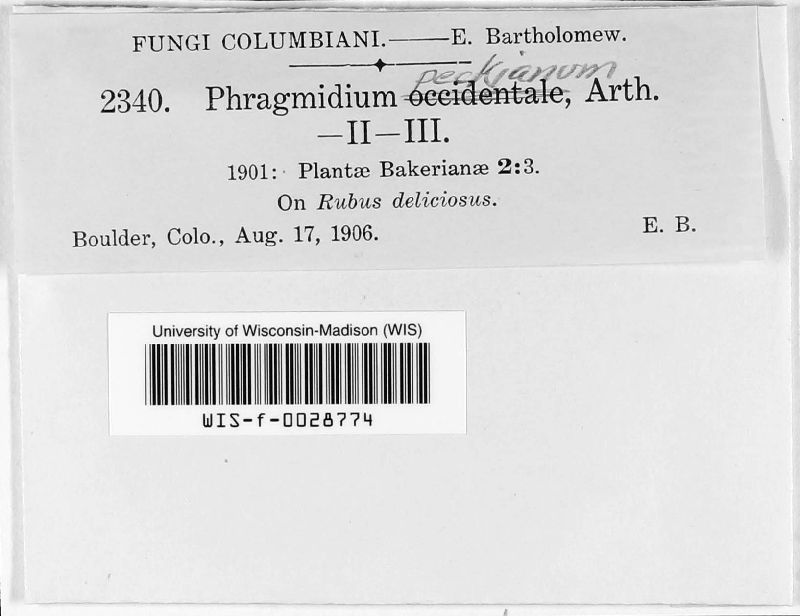 FUNGI COLUMBIANI.——E. Bartholomew.
peckianum
2340. Phragmidium occidentale, Arth.
—II—III.
1901: Plantæ Bakerianæ 2:3.
On Rubus deliciosus.
Boulder, Colo., Aug. 17, 1906. E. B.
University of Wisconsin-Madison (WIS)
WIS-f-0028774